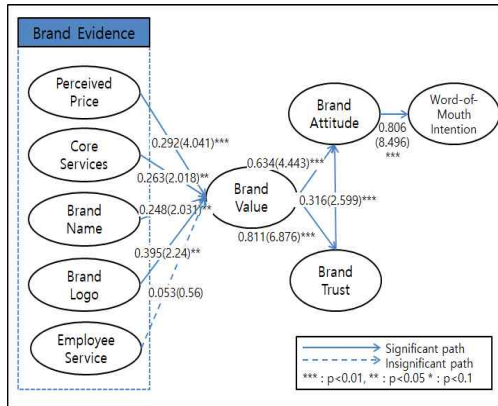 Brand Evidence
Perceived
Price
Core
Services
Brand
Name
Brand
Logo
Employee
Service
0.292(4.041)***
0.263(2.018)**
0.248(2.031)**
0.395(2.24)**
0.053(0.56)
Brand
Value
0.634(4.443)***
0.811(6.876)***
Brand
Attitude
0.316(2.599)***
Brand
Trust
0.806
(8.496)
***
Word-of-
Mouth
Intention
Significant path
Insignificant path
*** : p<0.01, ** : p<0.05 * : p<0.1